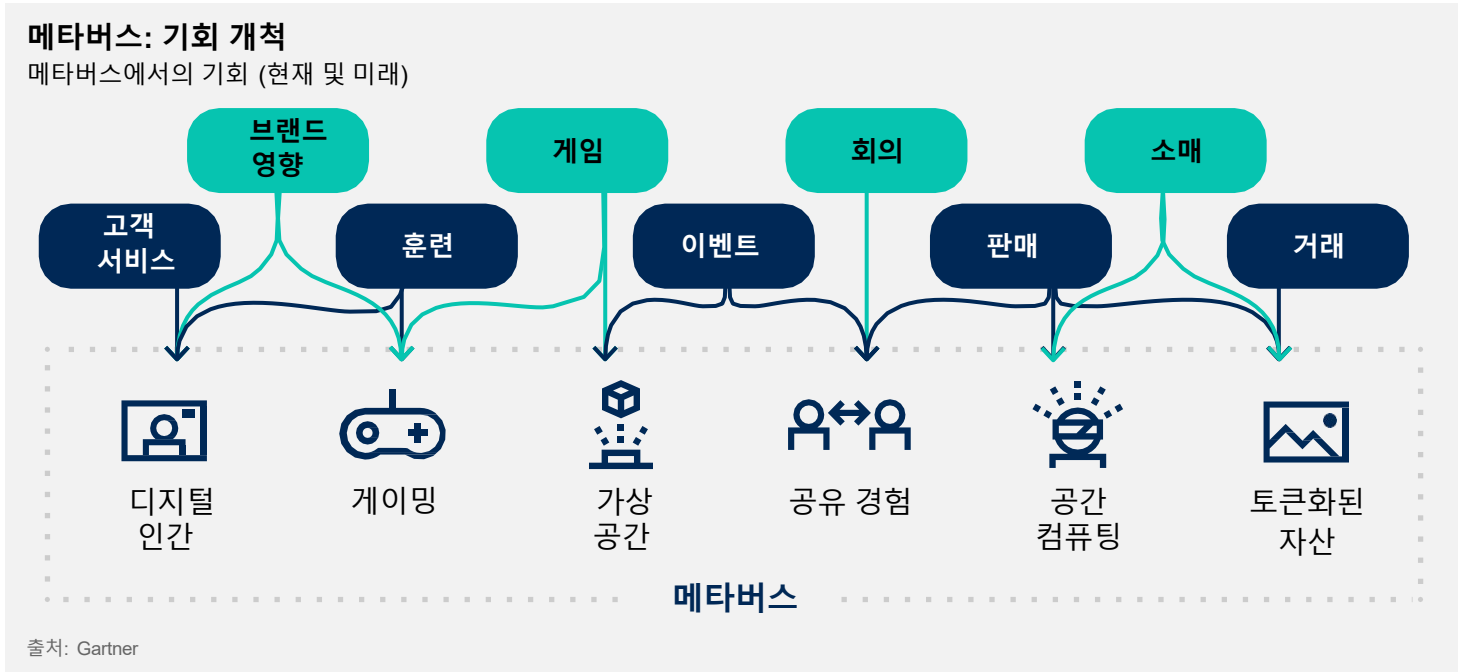 메타버스: 기회 개척
메타버스에서의 기회 (현재 및 미래)
브랜드
영향
게임
회의
소매
고객
서비스
훈련
이벤트
판매
거래
디지털
인간
게이밍
가상
공간
공유 경험
공간
컴퓨팅
토큰화된
자산
메타버스
출처: Gartner